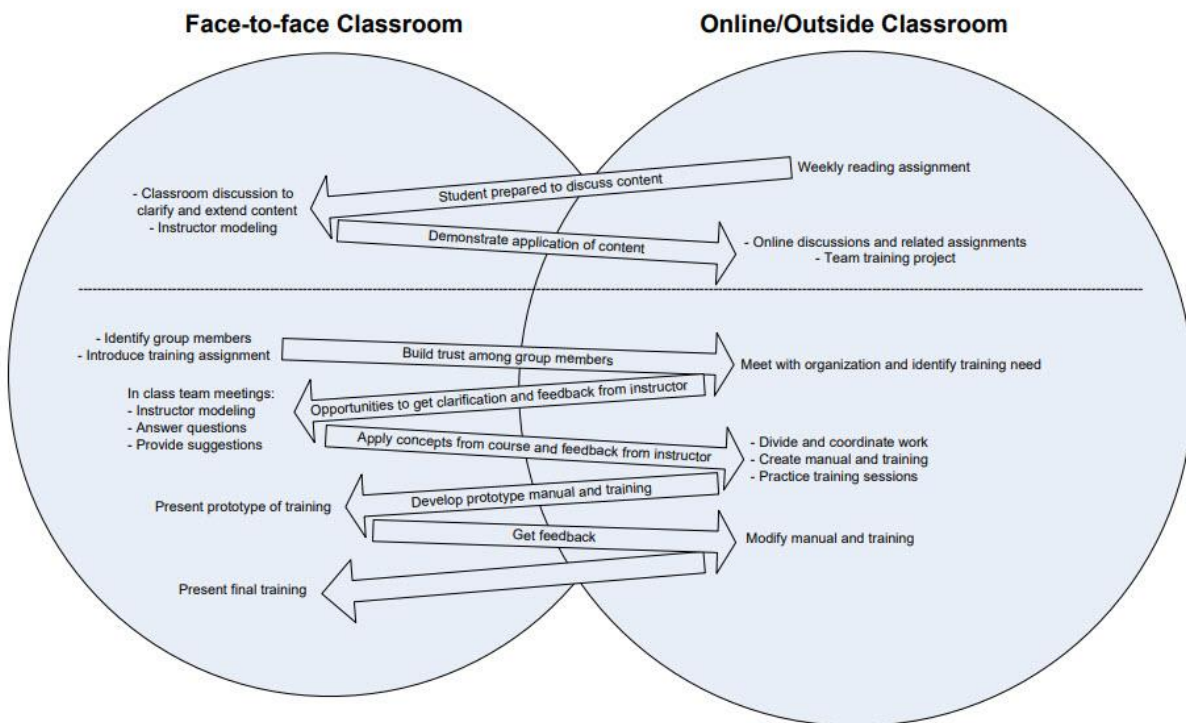 Face-to-face Classroom
Online/Outside Classroom
Weekly reading assignment
Student prepared to discuss content
- Classroom discussion to
clarify and extend content
- Instructor modeling
Demonstrate application of content
- Online discussions and related assignments
- Team training project
- Identify group members
- Introduce training assignment
Build trust among group members
Meet with organization and identify training need
Opportunities to get clarification and feedback from instructor
In class team meetings:
- Instructor modeling
- Answer questions
- Provide suggestions
Apply concepts from course and feedback from instructor
- Divide and coordinate work
- Create manual and training
- Practice training sessions
Develop prototype manual and training
Present prototype of training
Get feedback
Modify manual and training
Present final training